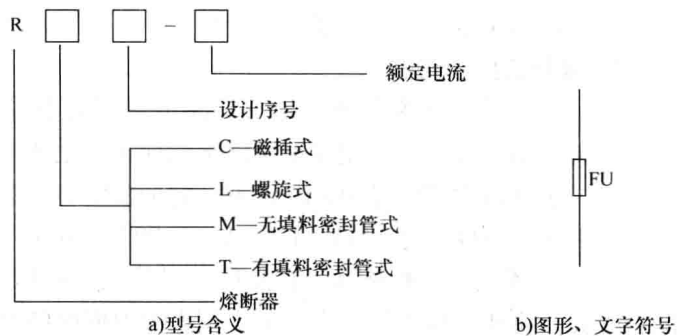 R □ □ - □
额定电流
设计序号
C—磁插式
L—螺旋式
M—无填料密封管式
T—有填料密封管式
熔断器
FU
a)型号含义
b)图形、文字符号